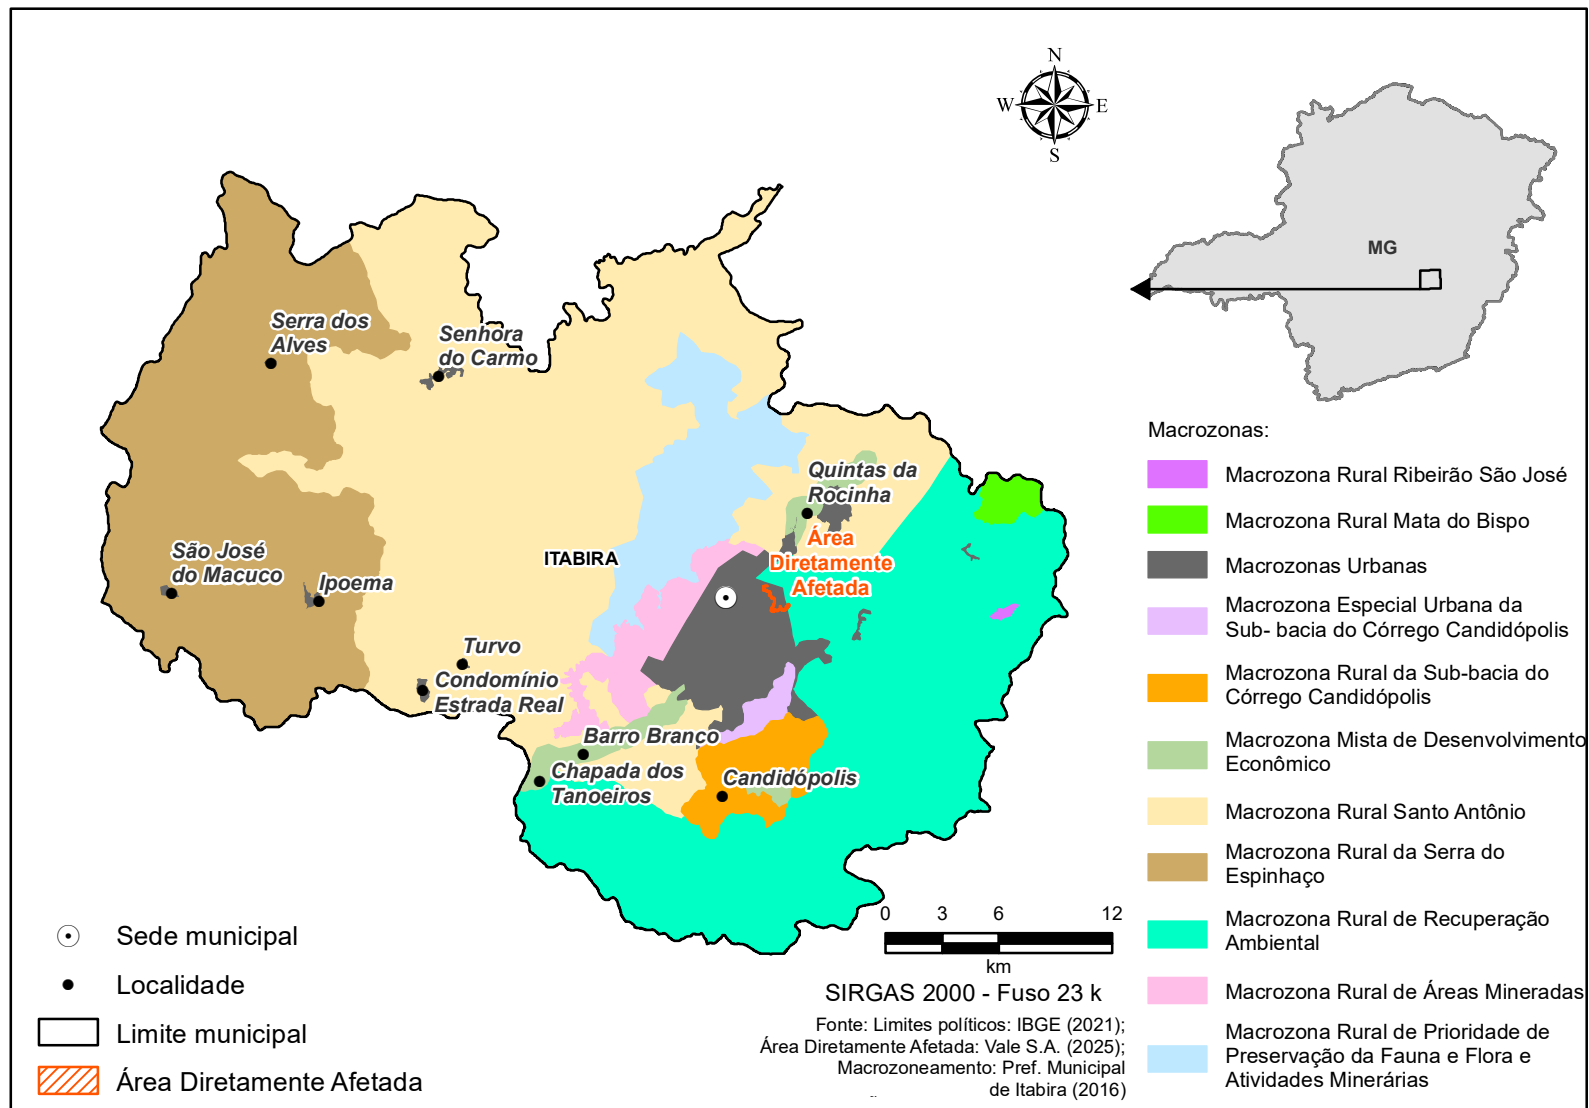 N
W
E
S
MG
Serra dos
Alves
Senhora
do Carmo
Quintas da
Rocinha
São José
do Macuco
Ipoema
ITABIRA
Área
Diretamente
Afetada
Turvo
Condomínio
Estrada Real
Barro Branco
Chapada dos
Tanoeiros
Candidópolis
Macrozonas:
Macrozona Rural Ribeirão São José
Macrozona Rural Mata do Bispo
Macrozonas Urbanas
Macrozona Especial Urbana da
Sub- bacia do Córrego Candidópolis
Macrozona Rural da Sub-bacia do
Córrego Candidópolis
Macrozona Mista de Desenvolvimento
Econômico
Macrozona Rural Santo Antônio
Macrozona Rural da Serra do
Espinhaço
Macrozona Rural de Recuperação
Ambiental
Macrozona Rural de Áreas Mineradas
Macrozona Rural de Prioridade de
Preservação da Fauna e Flora e
Atividades Minerárias
Sede municipal
Localidade
Limite municipal
Área Diretamente Afetada
0 3 6 12
km
SIRGAS 2000 - Fuso 23 k
Fonte: Limites políticos: IBGE (2021);
Área Diretamente Afetada: Vale S.A. (2025);
Macrozoneamento: Pref. Municipal
de Itabira (2016)